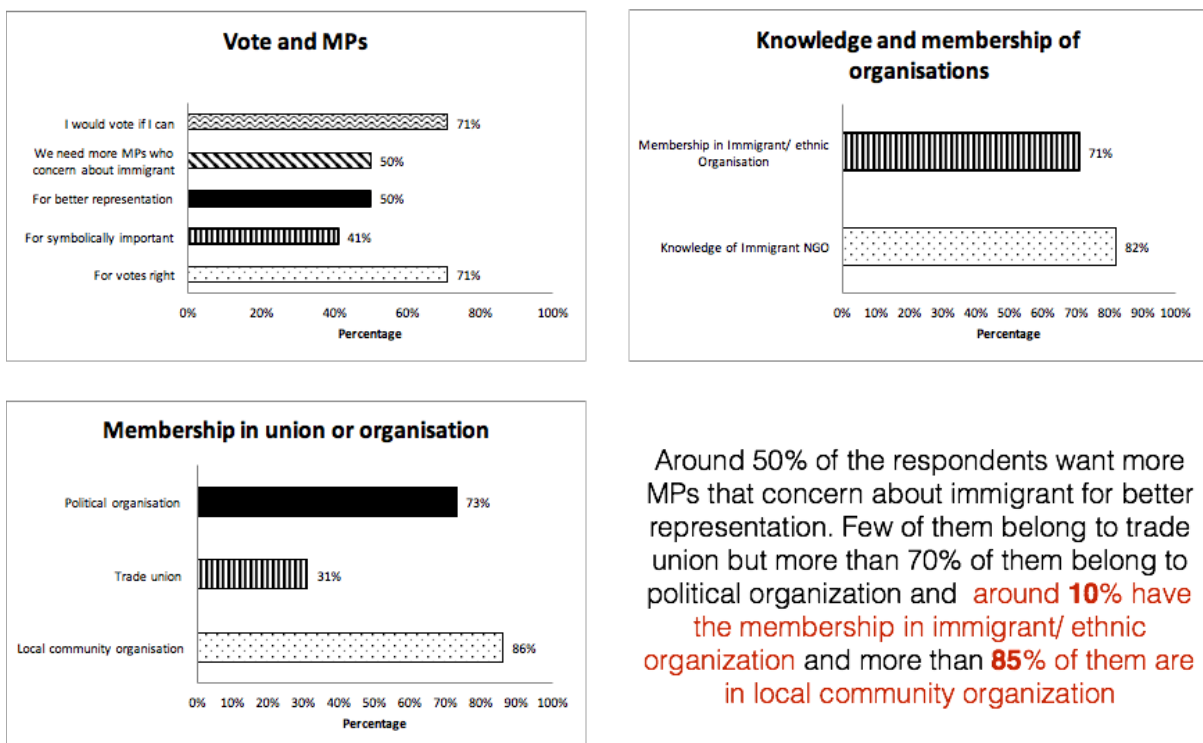 Vote and MPs
I would vote if I can
71%
We need more MPs who
concern about immigrant
50%
For better representation
50%
For symbolically important
41%
For votes right
71%
0% 20% 40% 60% 80% 100%
Percentage
Knowledge and membership of
organisations
Membership in Immigrant/ ethnic
Organisation
71%
Knowledge of Immigrant NGO
82%
0% 10% 20% 30% 40% 50% 60% 70% 80% 90% 100%
Percentage
Membership in union or organisation
Political organisation
73%
Trade union
31%
Local community organisation
86%
0% 10% 20% 30% 40% 50% 60% 70% 80% 90% 100%
Percentage
Around 50% of the respondents want more
MPs that concern about immigrant for better
representation. Few of them belong to trade
union but more than 70% of them belong to
political organization and around 10% have
the membership in immigrant/ ethnic
organization and more than 85% of them are
in local community organization